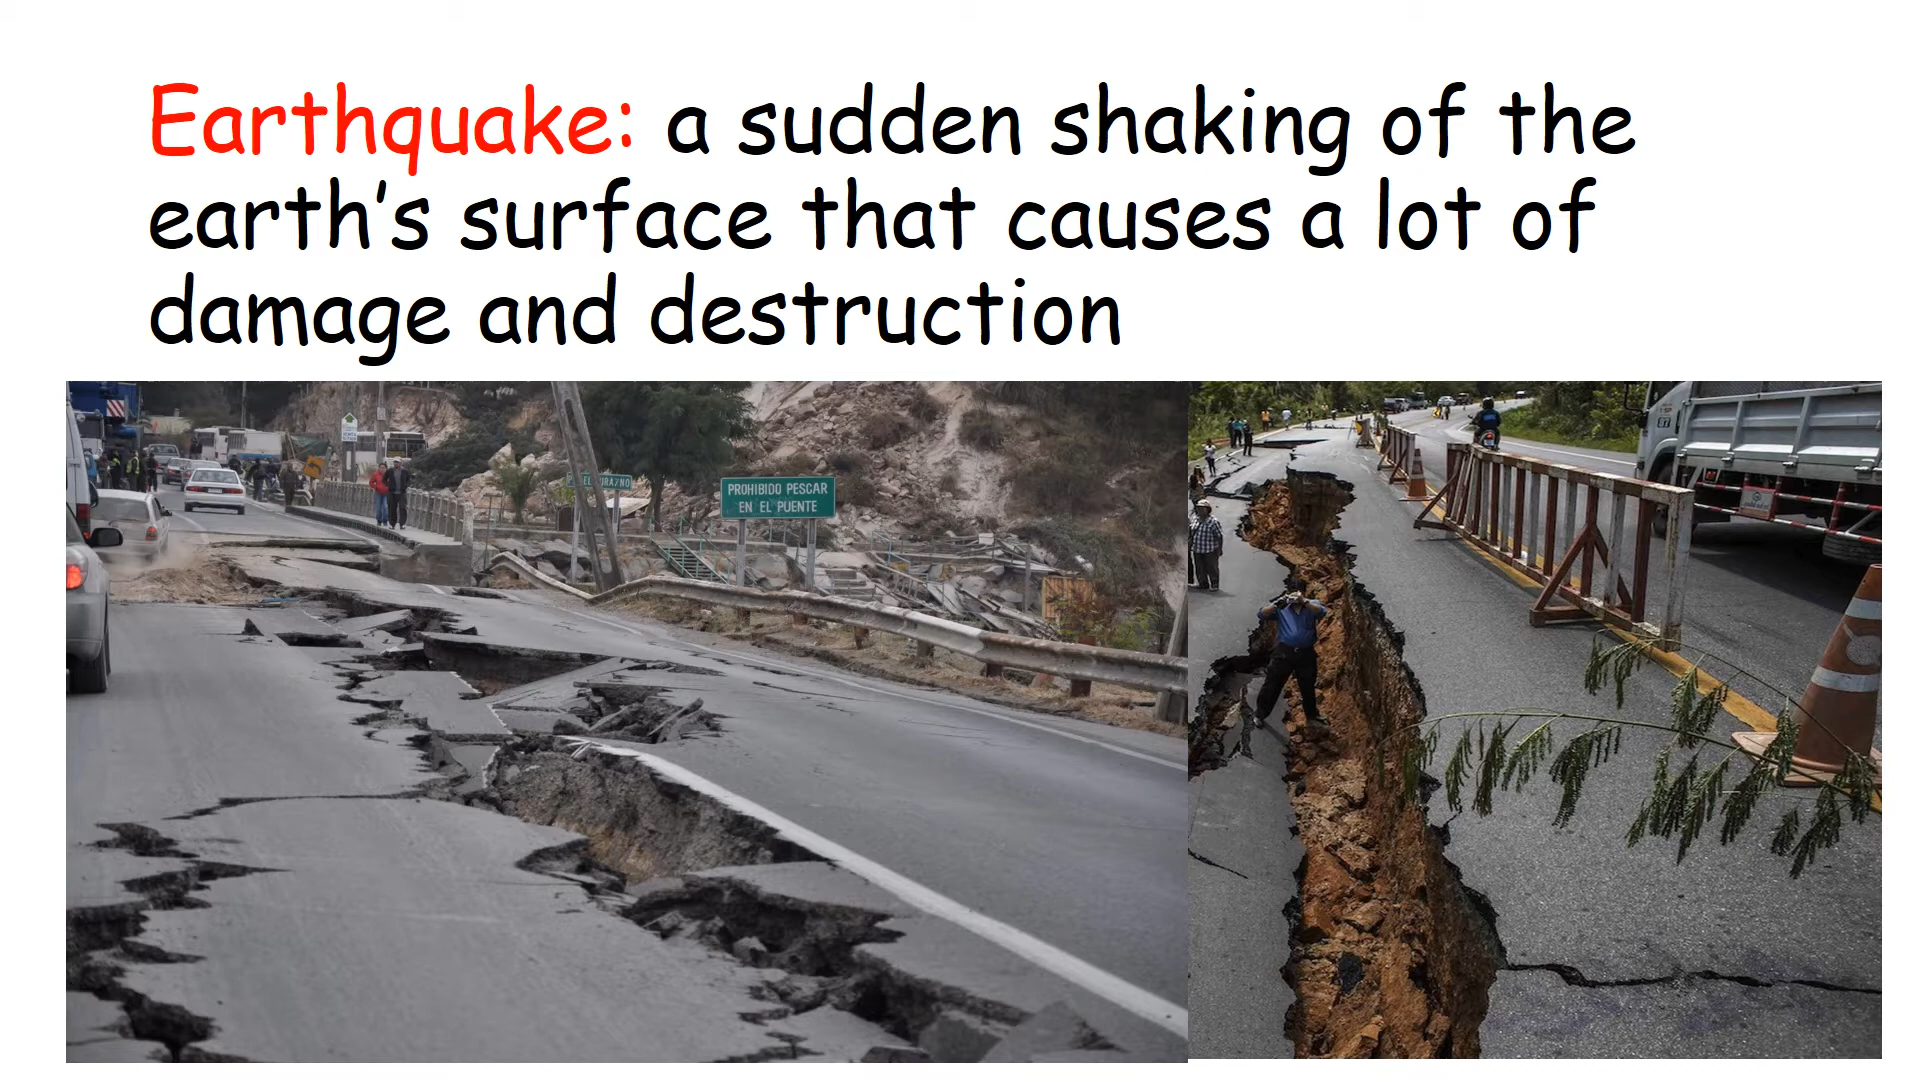 Earthquake: a sudden shaking of the
earth’s surface that causes a lot of
damage and destruction
PROHIBIDO PESCAR
EN EL PUENTE
87